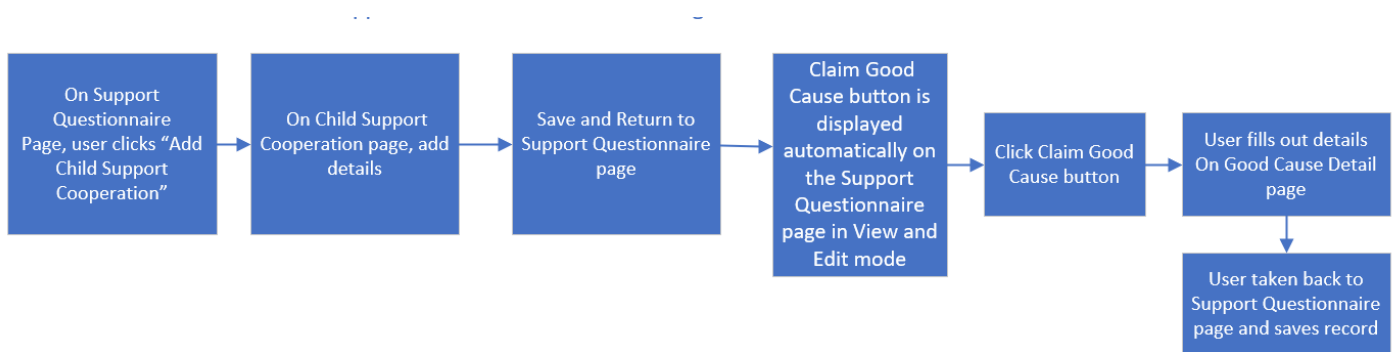 On Support
Questionnaire
Page, user clicks “Add
Child Support
Cooperation”
On Child Support
Cooperation page, add
details
Save and Return to
Support Questionnaire
page
Claim Good
Cause button is
displayed
automatically on
the Support
Questionnaire
page in View and
Edit mode
Click Claim Good
Cause button
User fills out details
On Good Cause Detail
page
User taken back to
Support Questionnaire
page and saves record